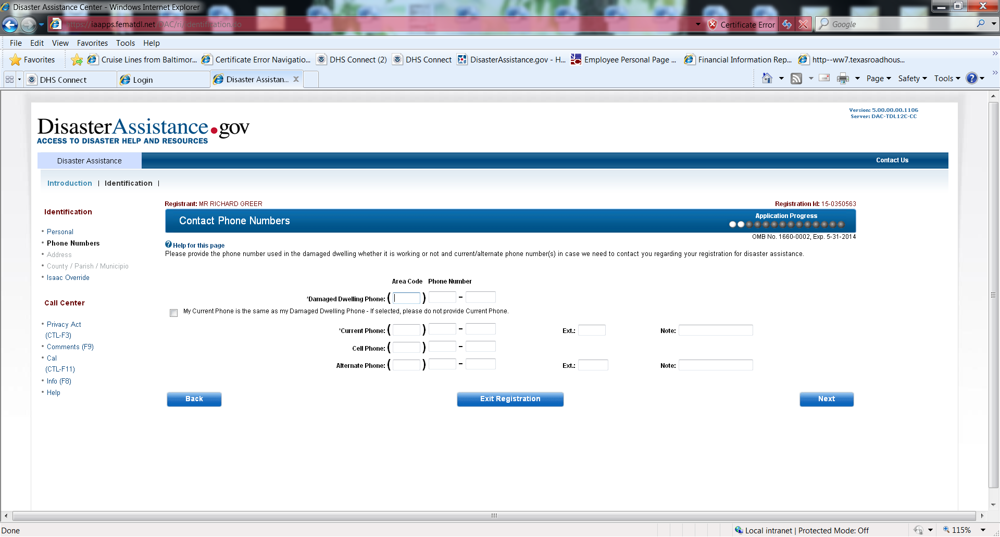 Disaster Assistance Center - Windows Internet Explorer
https://iaapps.fematdl.net/DAC/ri/identification.do
Certificate Error
Google
File Edit View Favorites Tools Help
Favorites
Cruise Lines from Baltimor...
Certificate Error Navigatio...
DHS Connect (2)
DHS Connect
DisasterAssistance.gov - H...
Employee Personal Page ...
Financial Information Rep...
http--ww7.texasroadhous...
DHS Connect
Login
Disaster Assistan...
Page
Safety
Tools
Version: 5.00.00.00.1106
Server: DAC-TDL12C-CC
DisasterAssistance.gov
ACCESS TO DISASTER HELP AND RESOURCES
Disaster Assistance
Contact Us
Introduction | Identification |
Registrant: MR RICHARD GREER
Registration Id: 15-0350563
Identification
Personal
Phone Numbers
Address
County / Parish / Municipio
Isaac Override
Call Center
Privacy Act
(CTL-F3)
Comments (F9)
Cal
(CTL-F11)
Info (F8)
Help
Contact Phone Numbers
Application Progress
OMB No. 1660-0002, Exp. 5-31-2014
Help for this page
Please provide the phone number used in the damaged dwelling whether it is working or not and current/alternate phone number(s) in case we need to contact you regarding your registration for disaster assistance.
Area Code Phone Number
*Damaged Dwelling Phone: ( ) -
My Current Phone is the same as my Damaged Dwelling Phone - If selected, please do not provide Current Phone.
*Current Phone: ( ) - Ext.: Note:
Cell Phone: ( ) -
Alternate Phone: ( ) - Ext.: Note:
Back
Exit Registration
Next
Done
Local intranet | Protected Mode: Off
115%